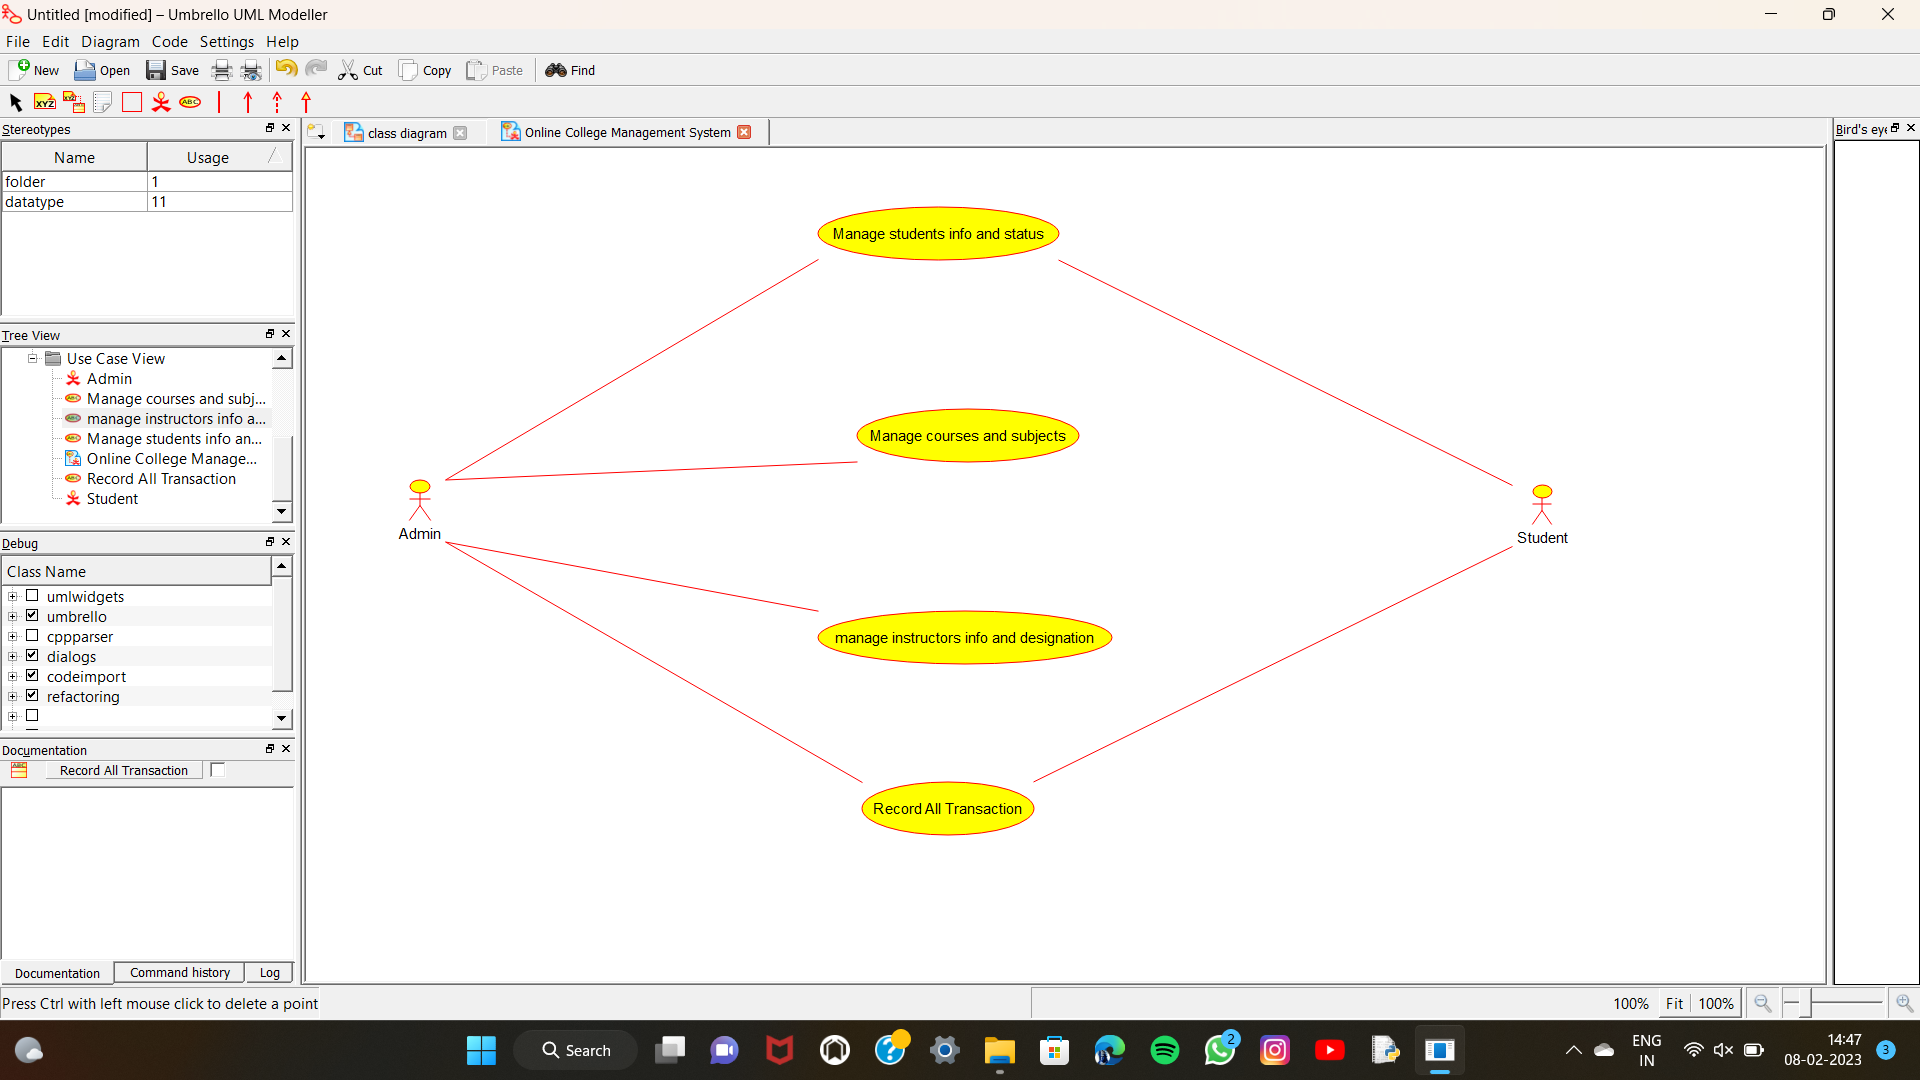 Untitled [modified] – Umbrello UML Modeller
File Edit Diagram Code Settings Help
New Open Save Cut Copy Paste Find
XYZ XYZ ABC
Stereotypes
Name Usage
folder 1
datatype 11
class diagram
Online College Management System
Bird's eye
Tree View
Use Case View
Admin
Manage courses and subj...
manage instructors info a...
Manage students info an...
Online College Manage...
Record All Transaction
Student
Debug
Class Name
umlwidgets
umbrello
cppparser
dialogs
codeimport
refactoring
Documentation
Record All Transaction
Documentation Command history Log
Manage students info and status
Manage courses and subjects
Admin
Student
manage instructors info and designation
Record All Transaction
Press Ctrl with left mouse click to delete a point
100% Fit 100%
Search
2
ENG
IN
14:47
08-02-2023
3